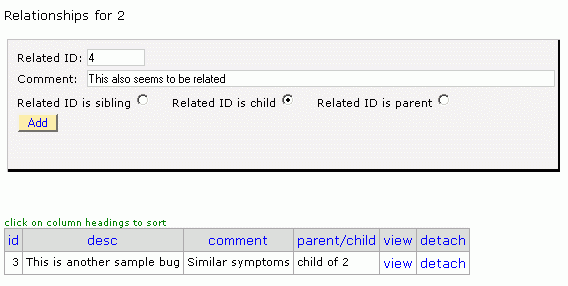 Relationships for 2
Related ID: 4
Comment: This also seems to be related
Related ID is sibling Related ID is child Related ID is parent
Add
click on column headings to sort
id desc comment parent/child view detach
3 This is another sample bug Similar symptoms child of 2 view detach